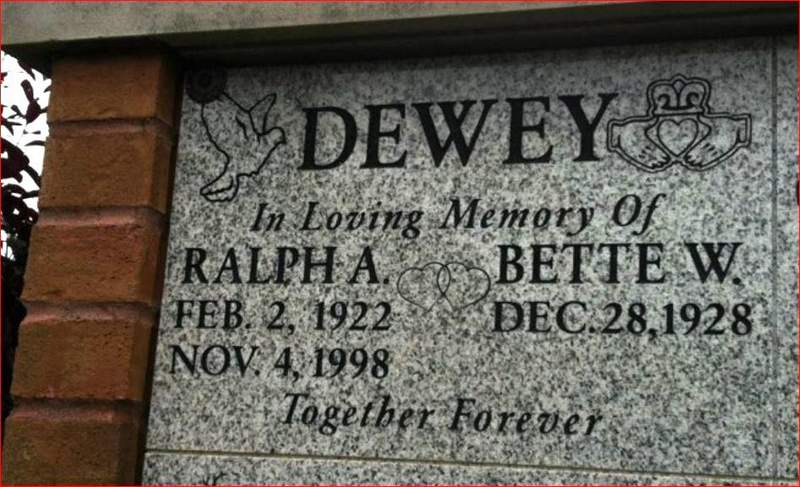 DEWEY
In Loving Memory Of
RALPH A. BETTE W.
FEB. 2, 1922 DEC. 28, 1928
NOV. 4, 1998
Together Forever